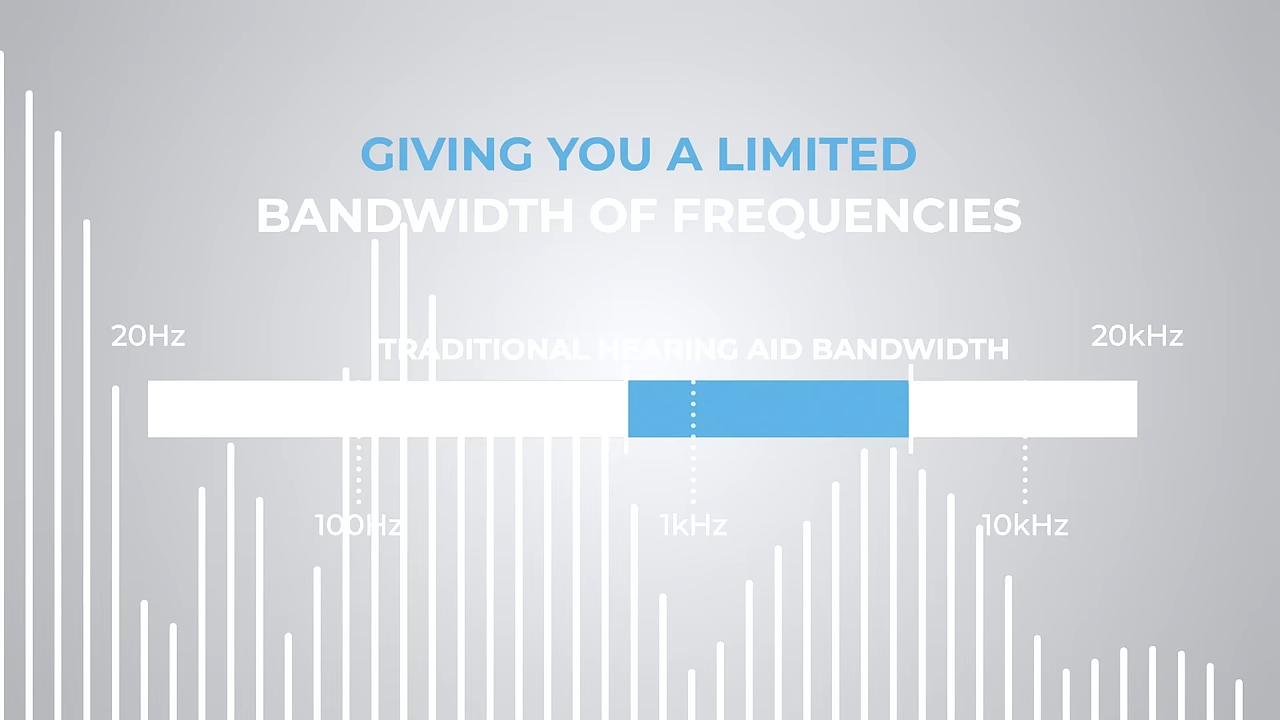 GIVING YOU A LIMITED
BANDWIDTH OF FREQUENCIES
20Hz
TRADITIONAL HEARING AID BANDWIDTH
20kHz
100Hz
1kHz
10kHz